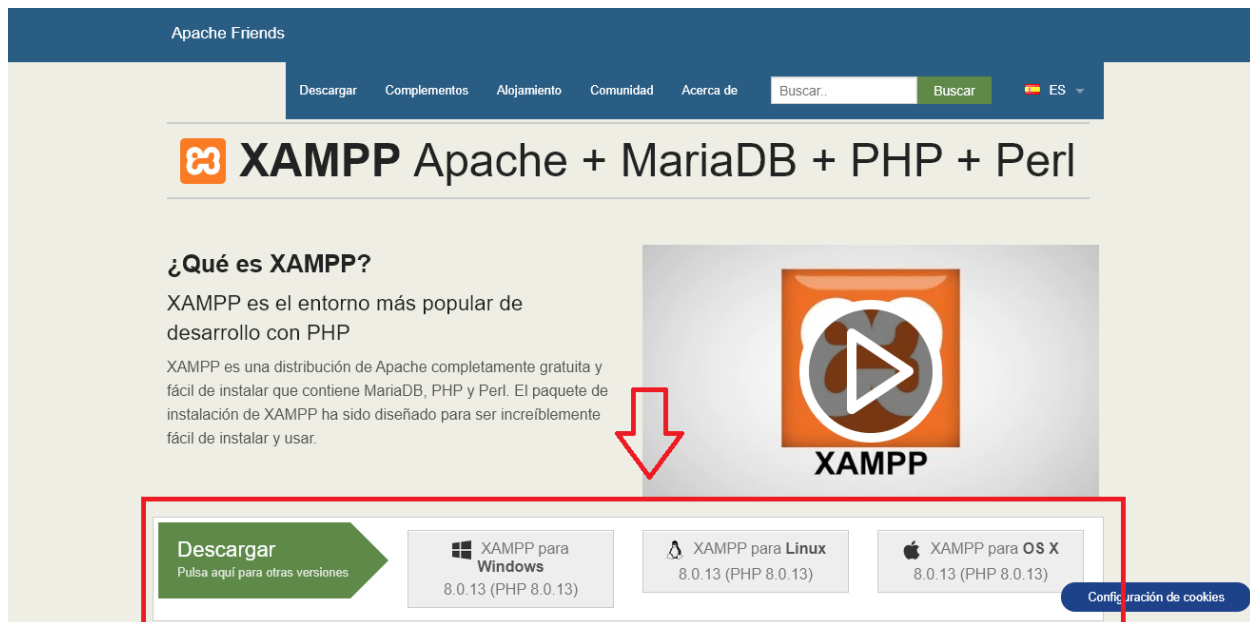 Apache Friends
Descargar Complementos Alojamiento Comunidad Acerca de Buscar.. Buscar ES
XAMPP Apache + MariaDB + PHP + Perl
¿Qué es XAMPP?
XAMPP es el entorno más popular de
desarrollo con PHP
XAMPP es una distribución de Apache completamente gratuita y
fácil de instalar que contiene MariaDB, PHP y Perl. El paquete de
instalación de XAMPP ha sido diseñado para ser increíblemente
fácil de instalar y usar.
XAMPP
Descargar
Pulsa aquí para otras versiones
XAMPP para
Windows
8.0.13 (PHP 8.0.13)
XAMPP para Linux
8.0.13 (PHP 8.0.13)
XAMPP para OS X
8.0.13 (PHP 8.0.13)
Configuración de cookies